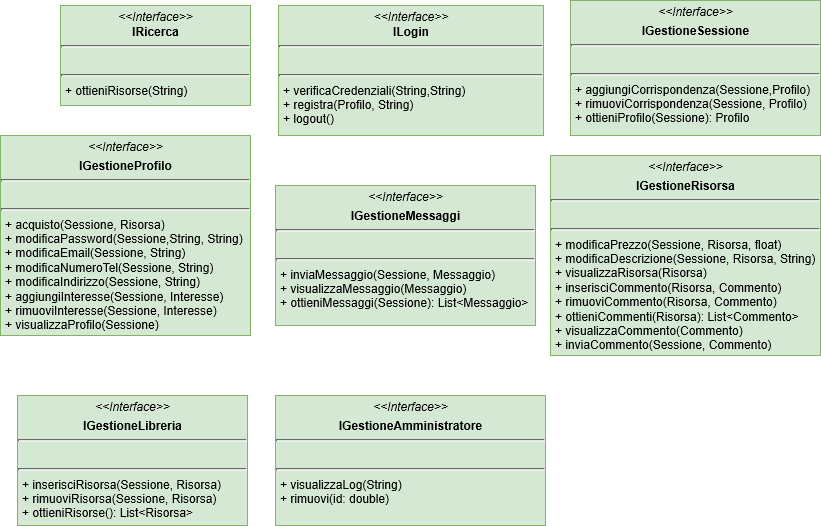 <<Interface>>
IRicerca
+ ottieniRisorse(String)
<<Interface>>
ILogin
+ verificaCredenziali(String,String)
+ registra(Profilo, String)
+ logout()
<<Interface>>
IGestioneSessione
+ aggiungiCorrispondenza(Sessione,Profilo)
+ rimuoviCorrispondenza(Sessione, Profilo)
+ ottieniProfilo(Sessione): Profilo
<<Interface>>
IGestioneProfilo
+ acquisto(Sessione, Risorsa)
+ modificaPassword(Sessione,String, String)
+ modificaEmail(Sessione, String)
+ modificaNumeroTel(Sessione, String)
+ modificaIndirizzo(Sessione, String)
+ aggiungiInteresse(Sessione, Interesse)
+ rimuoviInteresse(Sessione, Interesse)
+ visualizzaProfilo(Sessione)
<<Interface>>
IGestioneMessaggi
+ inviaMessaggio(Sessione, Messaggio)
+ visualizzaMessaggio(Messaggio)
+ ottieniMessaggi(Sessione): List<Messaggio>
<<Interface>>
IGestioneRisorsa
+ modificaPrezzo(Sessione, Risorsa, float)
+ modificaDescrizione(Sessione, Risorsa, String)
+ visualizzaRisorsa(Risorsa)
+ inserisciCommento(Risorsa, Commento)
+ rimuoviCommento(Risorsa, Commento)
+ ottieniCommenti(Risorsa): List<Commento>
+ visualizzaCommento(Commento)
+ inviaCommento(Sessione, Commento)
<<Interface>>
IGestioneLibreria
+ inserisciRisorsa(Sessione, Risorsa)
+ rimuoviRisorsa(Sessione, Risorsa)
+ ottieniRisorse(): List<Risorsa>
<<Interface>>
IGestioneAmministratore
+ visualizzaLog(String)
+ rimuovi(id: double)